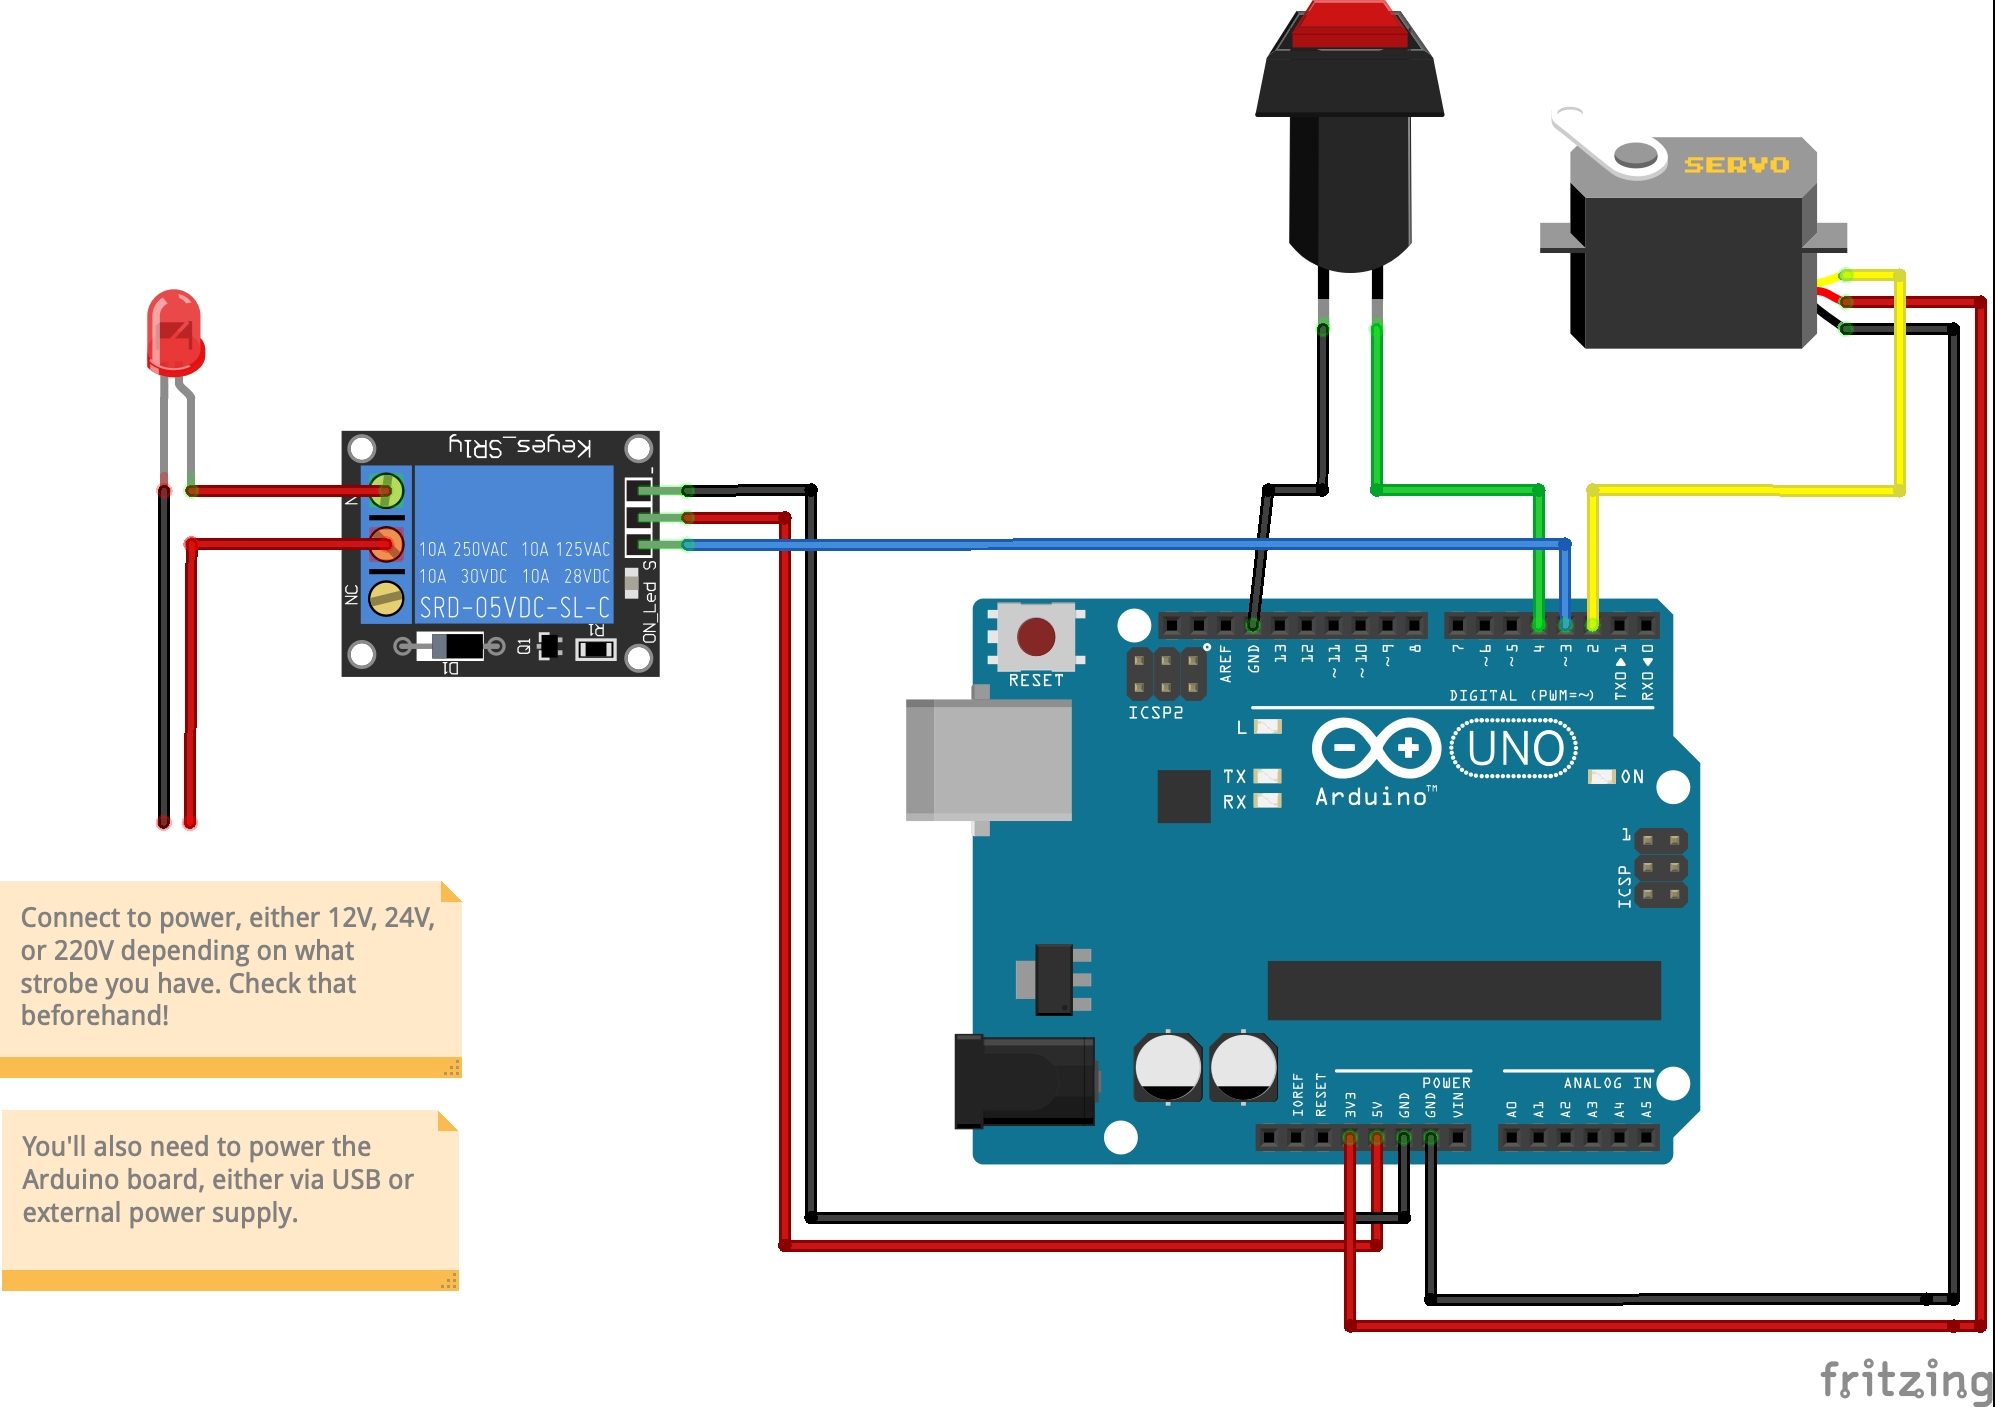 SERVO
Keyes_SRly
-
N
10A 250VAC 10A 125VAC
10A 30VDC 10A 28VDC
SRD-05VDC-SL-C
NC
S
ON_Led
D1
Q1
R1
RESET
ICSP2
AREF
GND
13
12
~11
~10
~9
8
7
~6
~5
4
~3
2
TX0 1
RX0 0
DIGITAL (PWM=~)
L
TX
RX
UNO
Arduino™
ON
1
ICSP
Connect to power, either 12V, 24V,
or 220V depending on what
strobe you have. Check that
beforehand!
You'll also need to power the
Arduino board, either via USB or
external power supply.
POWER
ANALOG IN
IOREF
RESET
3V3
5V
GND
GND
VIN
A0
A1
A2
A3
A4
A5
fritzing